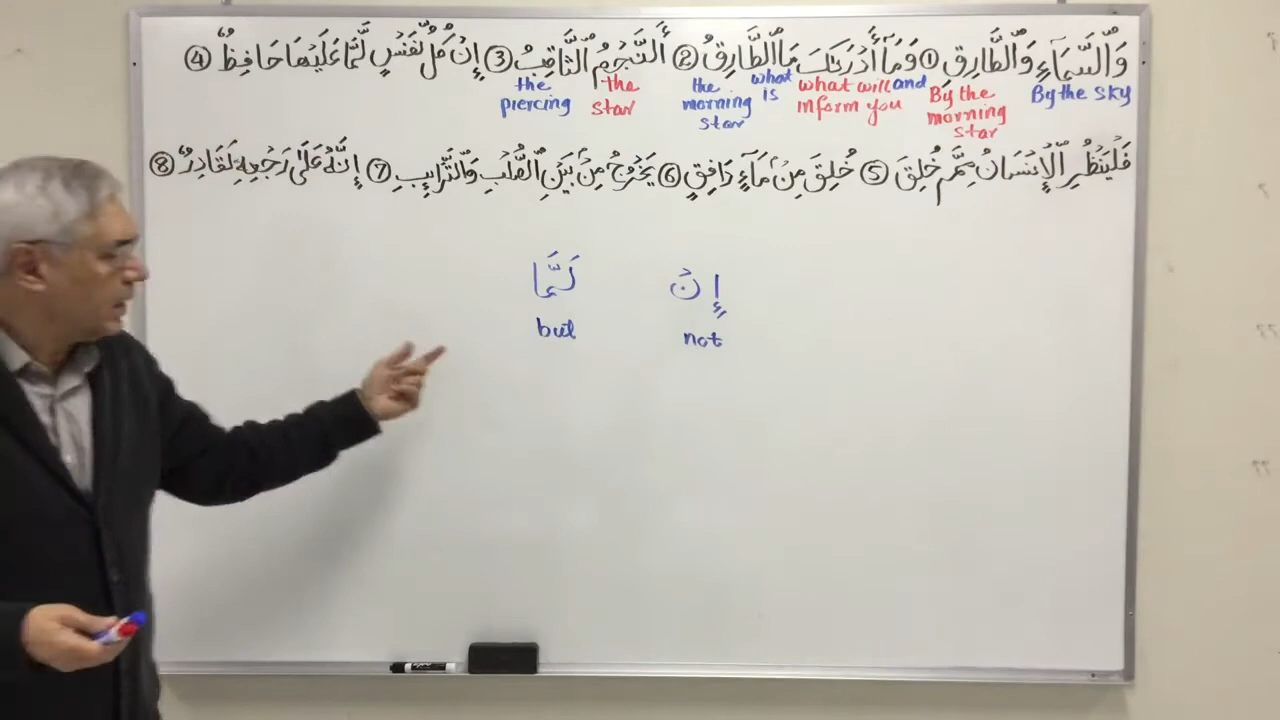 وَٱلسَّمَآءِ وَٱلطَّارِقِ ① وَمَآ أَدْرَىٰكَ مَا ٱلطَّارِقُ ② ٱلنَّجْمُ ٱلثَّاقِبُ ③ إِن كُلُّ نَفْسٍ لَّمَّا عَلَيْهَا حَافِظٌ ④
By the sky By the morning star and what will inform you what is the morning star the star the piercing
فَلْيَنظُرِ ٱلْإِنسَانُ مِمَّ خُلِقَ ⑤ خُلِقَ مِن مَّآءٍ دَافِقٍ ⑥ يَخْرُجُ مِنۢ بَيْنِ ٱلصُّلْبِ وَٱلتَّرَآئِبِ ⑦ إِنَّهُۥ عَلَىٰ رَجْعِهِۦ لَقَادِرٌ ⑧
إِنْ لَمَّا
not but